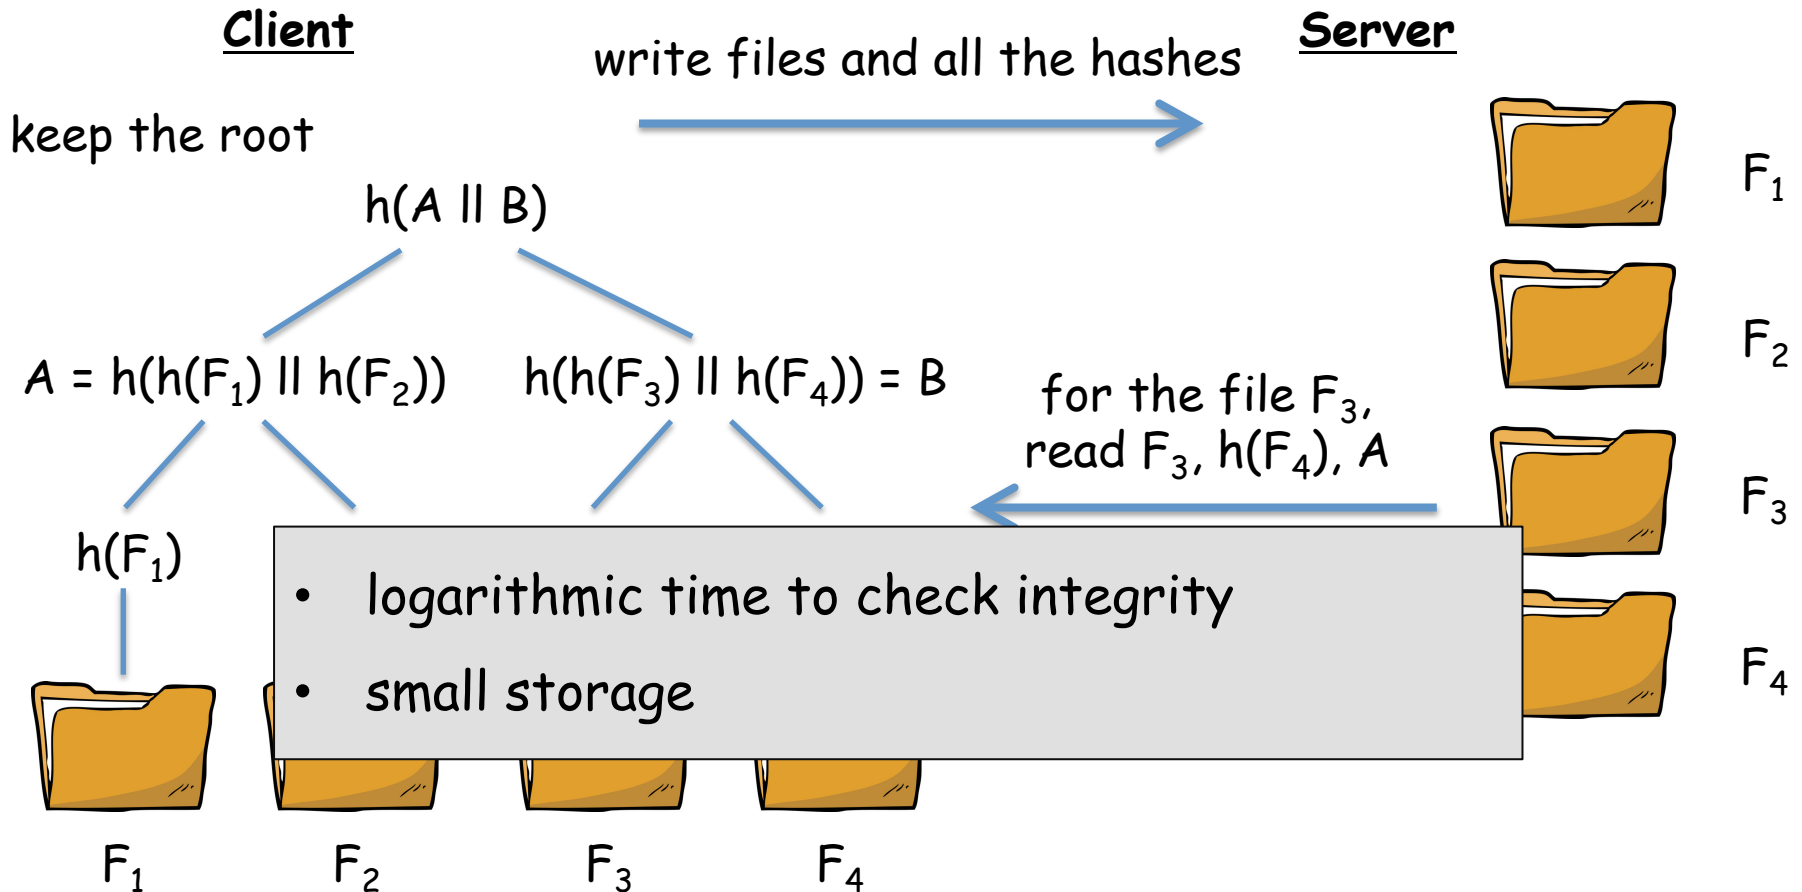 Client
Server
write files and all the hashes
keep the root
F₁
h(A || B)
F₂
A = h(h(F₁) || h(F₂))
h(h(F₃) || h(F₄)) = B
for the file F₃,
read F₃, h(F₄), A
F₃
h(F₁)
• logarithmic time to check integrity
F₄
• small storage
F₁
F₂
F₃
F₄